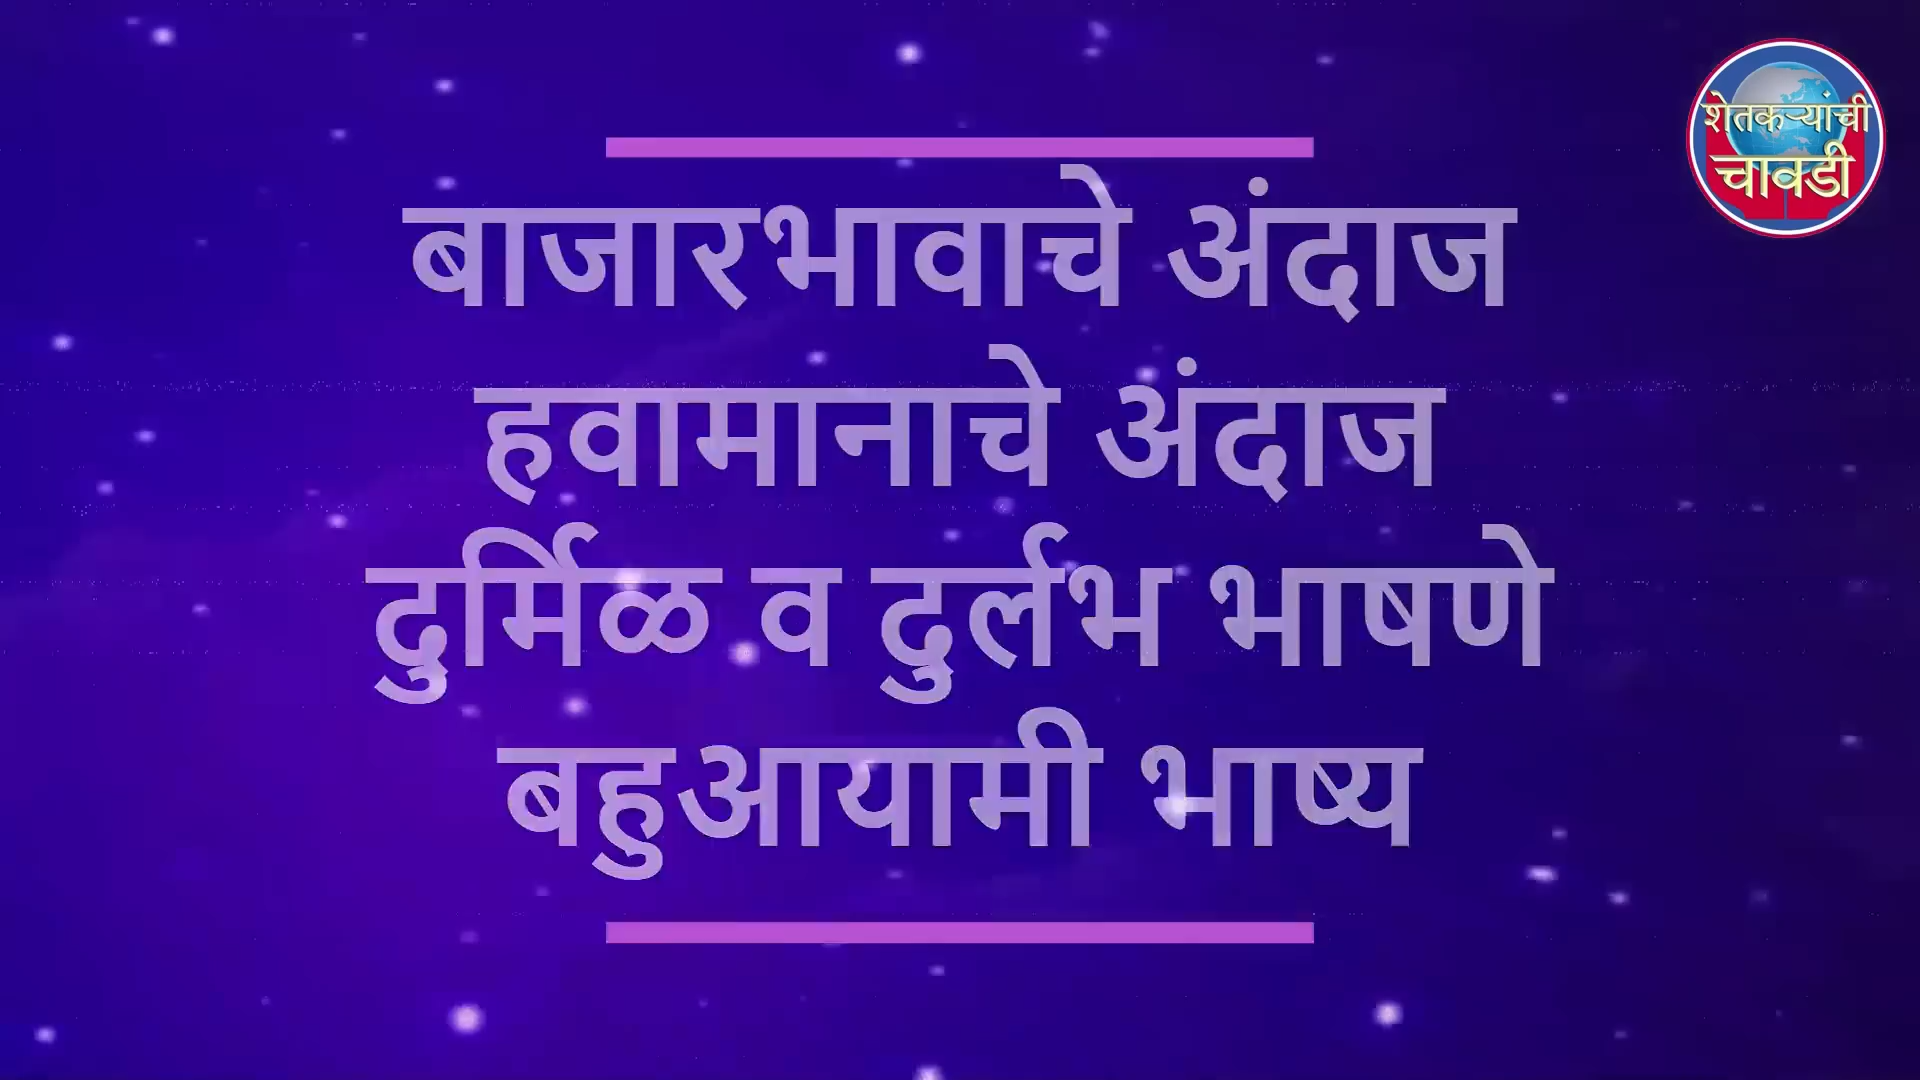 शेतकऱ्यांची
चावडी
बाजारभावाचे अंदाज
हवामानाचे अंदाज
दुर्मिळ व दुर्लभ भाषणे
बहुआयामी भाष्य